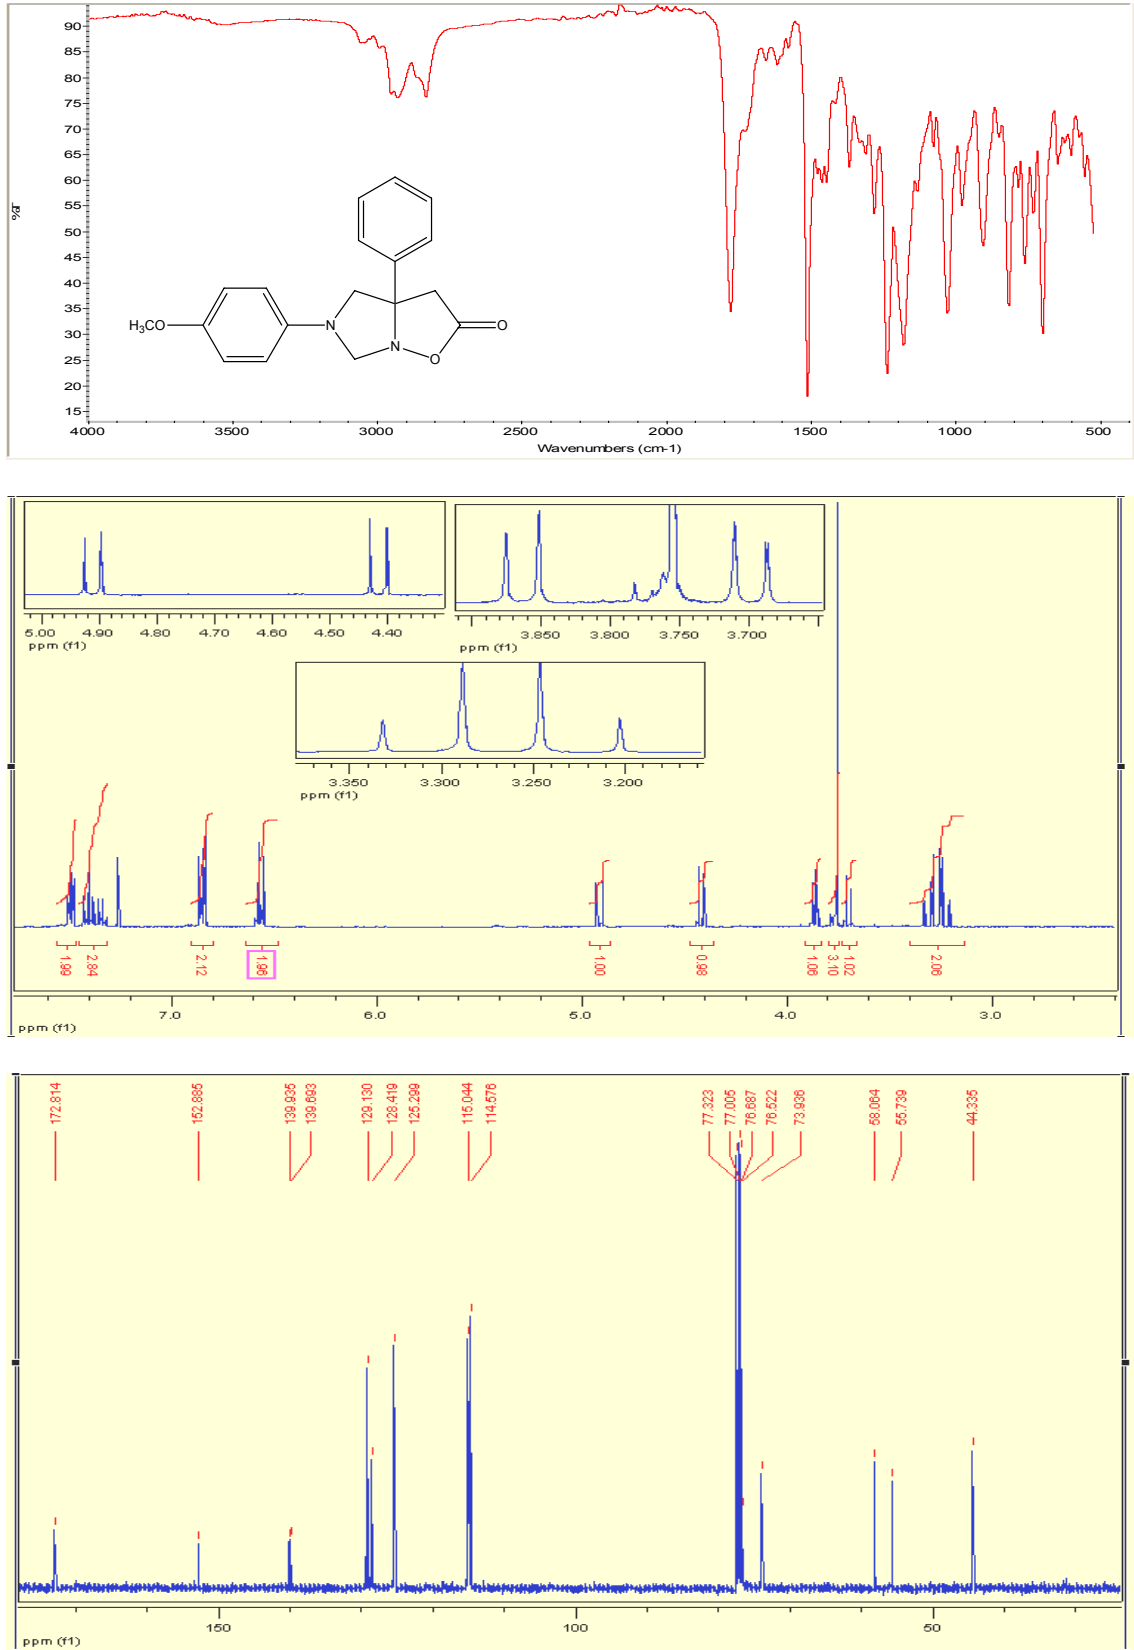 90
85
80
75
70
65
60
55
50
45
40
35
30
25
20
15
%T
H₃CO
N
N
O
O
4000 3500 3000 2500 2000 1500 1000 500
Wavenumbers (cm-1)
5.00 4.90 4.80 4.70 4.60 4.50 4.40
ppm (f1)
3.850 3.800 3.750 3.700
ppm (f1)
3.350 3.300 3.250 3.200
ppm (f1)
1.99 2.84 2.12 1.96 1.00 0.98 1.06 3.10 1.02 2.06
7.0 6.0 5.0 4.0 3.0
ppm (f1)
172.814 152.885 139.935 139.693 129.130 128.419 125.299 115.044 114.576 77.323 77.005 76.687 76.522 73.936 58.064 55.739 44.335
150 100 50
ppm (f1)